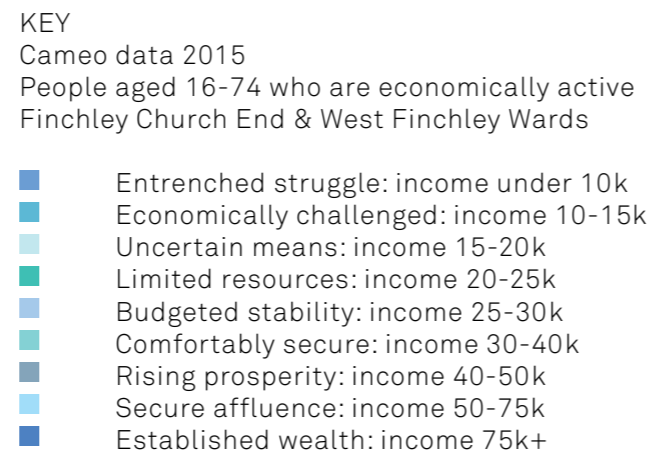 KEY
Cameo data 2015
People aged 16-74 who are economically active
Finchley Church End & West Finchley Wards
Entrenched struggle: income under 10k
Economically challenged: income 10-15k
Uncertain means: income 15-20k
Limited resources: income 20-25k
Budgeted stability: income 25-30k
Comfortably secure: income 30-40k
Rising prosperity: income 40-50k
Secure affluence: income 50-75k
Established wealth: income 75k+